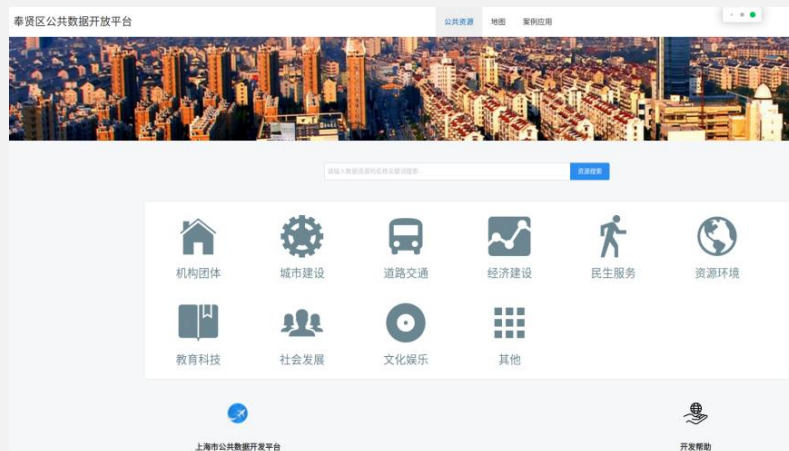 奉贤区公共数据开放平台
公共资源 地图 案例应用
资源搜索
机构团体 城市建设 道路交通 经济建设 民生服务 资源环境
教育科技 社会发展 文化娱乐 其他
上海市公共数据开发平台 开发帮助